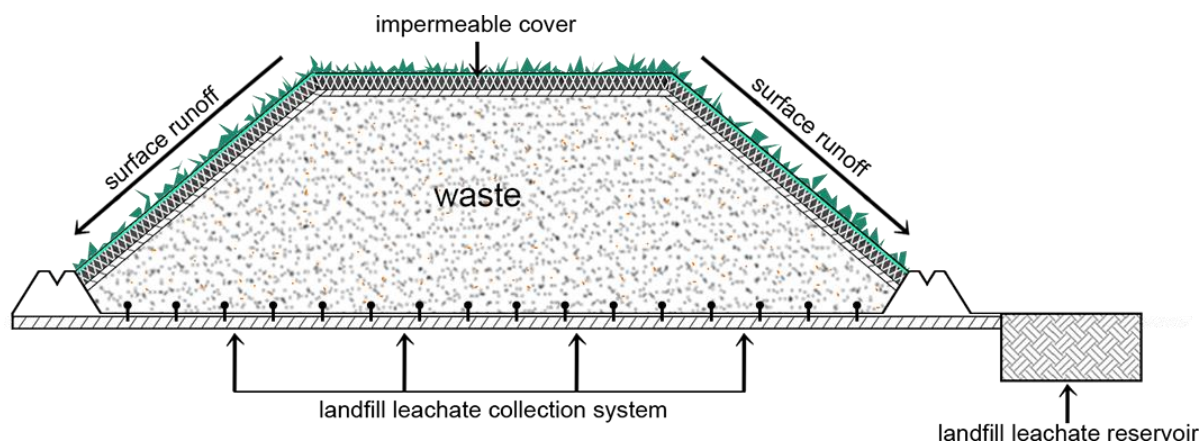 impermeable cover
surface runoff
surface runoff
waste
landfill leachate collection system
landfill leachate reservoir